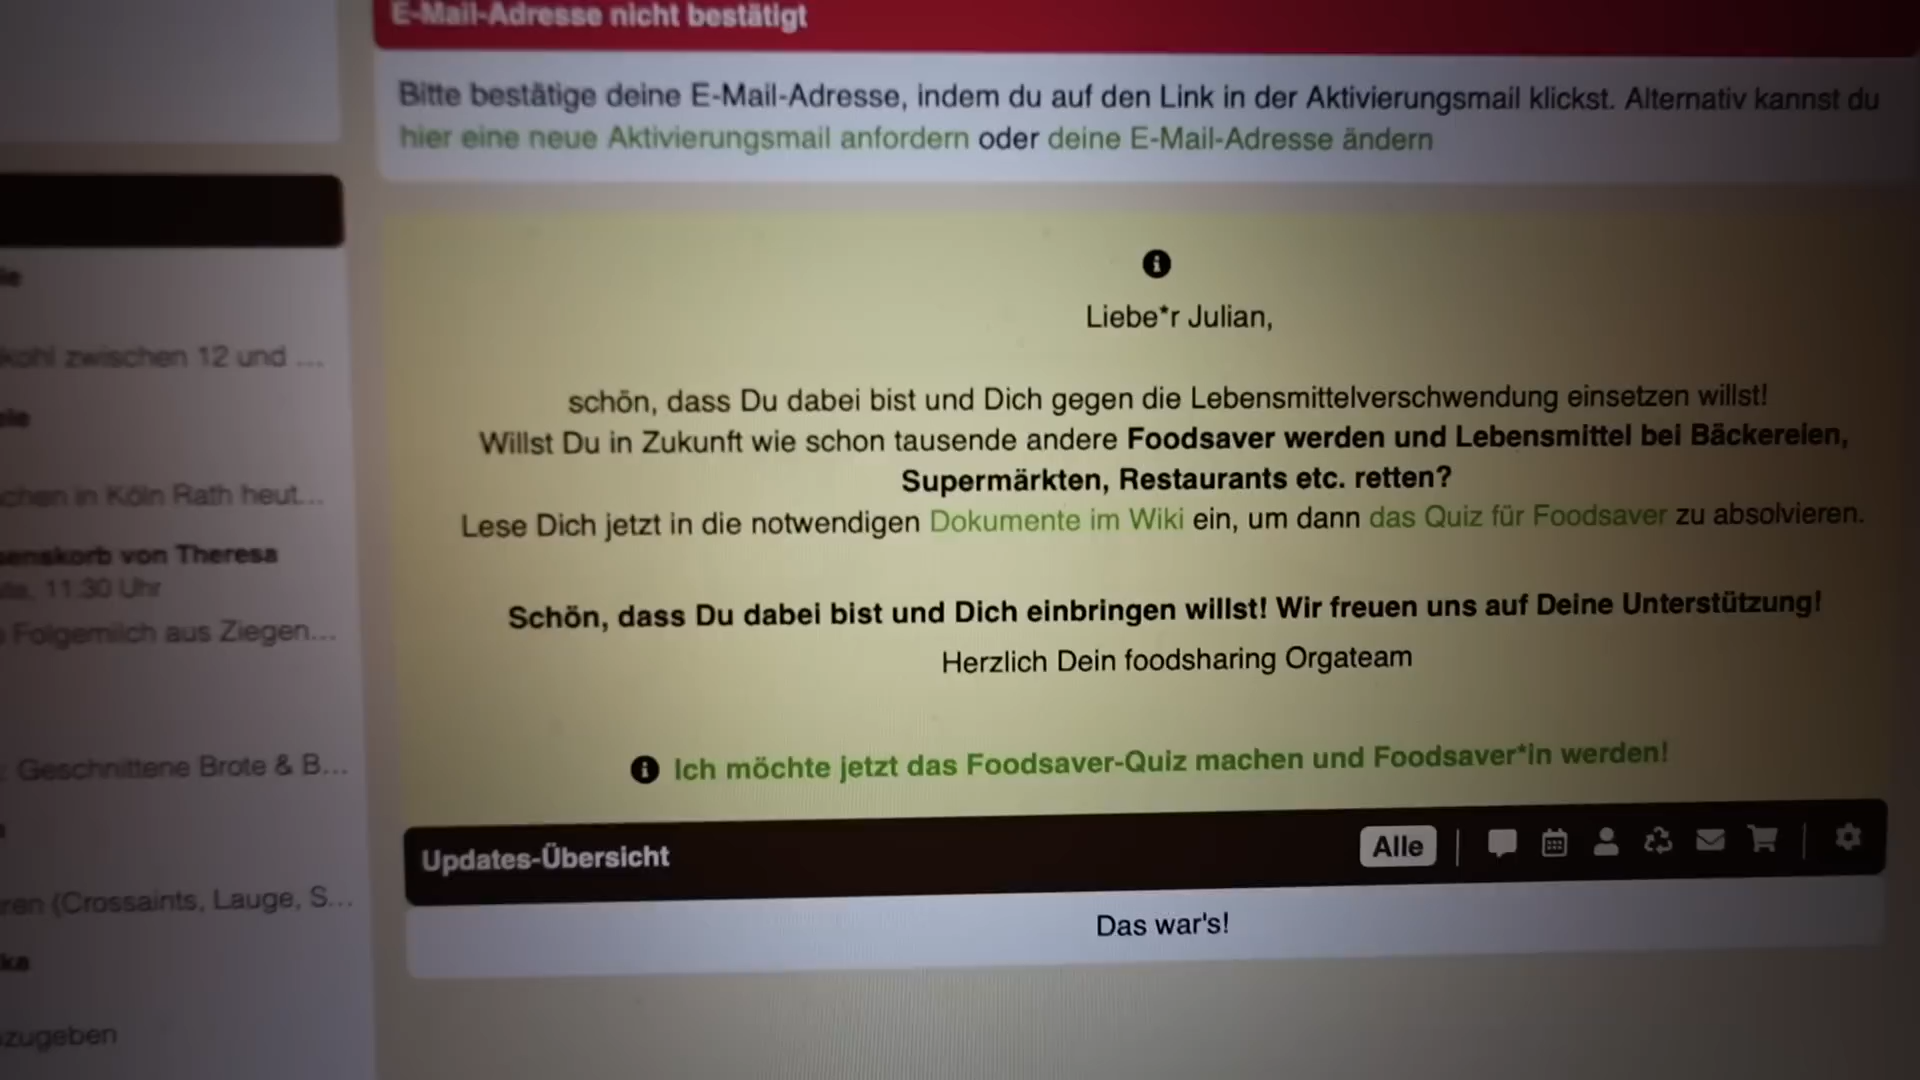 E-Mail-Adresse nicht bestätigt
Bitte bestätige deine E-Mail-Adresse, indem du auf den Link in der Aktivierungsmail klickst. Alternativ kannst du
hier eine neue Aktivierungsmail anfordern oder deine E-Mail-Adresse ändern
Liebe*r Julian,
schön, dass Du dabei bist und Dich gegen die Lebensmittelverschwendung einsetzen willst!
Willst Du in Zukunft wie schon tausende andere Foodsaver werden und Lebensmittel bei Bäckereien,
Supermärkten, Restaurants etc. retten?
Lese Dich jetzt in die notwendigen Dokumente im Wiki ein, um dann das Quiz für Foodsaver zu absolvieren.
Schön, dass Du dabei bist und Dich einbringen willst! Wir freuen uns auf Deine Unterstützung!
Herzlich Dein foodsharing Orgateam
Ich möchte jetzt das Foodsaver-Quiz machen und Foodsaver*in werden!
Updates-Übersicht
Alle
Das war's!
zwischen 12 und ...
in Köln Rath heut...
von Theresa
11:30 Uhr
Folgemilch aus Ziegen...
Geschnittene Brote & B...
(Crossaints, Lauge, S...